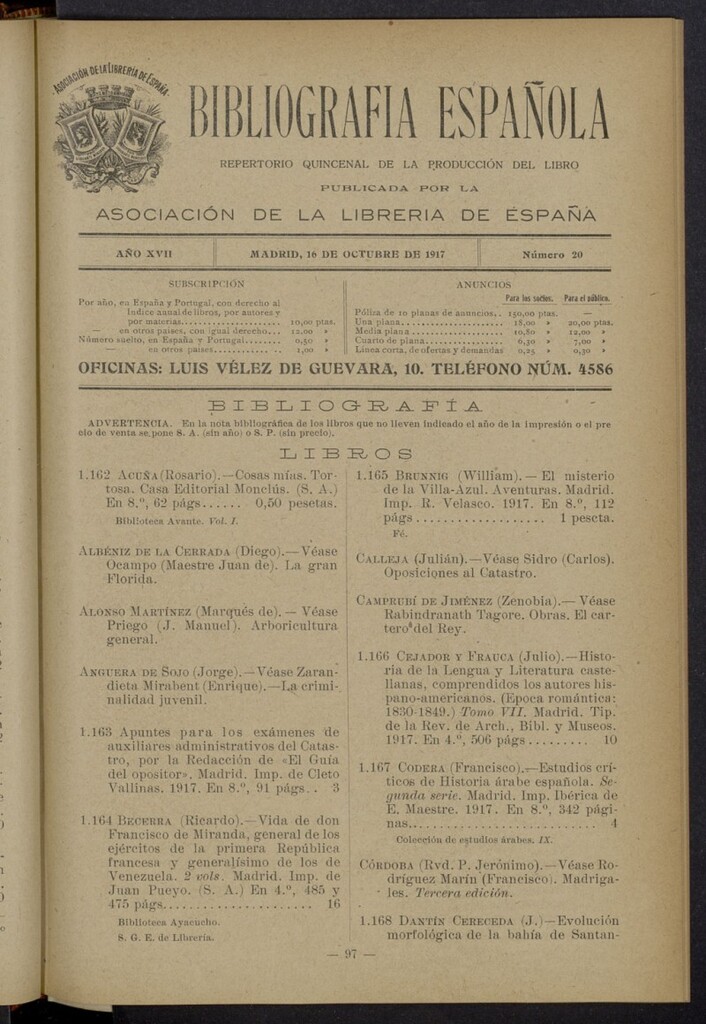 ASOCIACIÓN DE LA LIBRERIA DE ESPAÑA
BIBLIOGRAFIA ESPAÑOLA
REPERTORIO QUINCENAL DE LA PRODUCCIÓN DEL LIBRO
PUBLICADA POR LA
ASOCIACIÓN DE LA LIBRERIA DE ESPAÑA
AÑO XVII
MADRID, 16 DE OCTUBRE DE 1917
Número 20
SUBSCRIPCIÓN
Por año, en España y Portugal, con derecho al
Indice anual de libros, por autores y
por materias.................... 10,00 ptas.
— en otros países, con igual derecho... 12,00 »
Número suelto, en España y Portugal....... 0,50 »
— en otros países............. 1,00 »
ANUNCIOS
Para los socios. Para el público.
Póliza de 10 planas de anuncios.. 150,00 ptas. —
Una plana................... 18,00 » 20,00 ptas.
Media plana................. 10,80 » 12,00 »
Cuarto de plana.............. 6,30 » 7,00 »
Línea corta, de ofertas y demandas 0,25 » 0,30 »
OFICINAS: LUIS VÉLEZ DE GUEVARA, 10. TELÉFONO NÚM. 4586
BIBLIOGRAFÍA
ADVERTENCIA. En la nota bibliográfica de los libros que no lleven indicado el año de la impresión o el pre
cio de venta se pone S. A. (sin año) o S. P. (sin precio).
LIBROS
1.162 ACUÑA (Rosario).—Cosas mías. Tor-
tosa. Casa Editorial Monclús. (S. A.)
En 8.º, 62 págs...... 0,50 pesetas.
Biblioteca Avante. Vol. I.
ALBÉNIZ DE LA CERRADA (Diego).—Véase
Ocampo (Maestre Juan de). La gran
Florida.
ALONSO MARTÍNEZ (Marqués de). — Véase
Priego (J. Manuel). Arboricultura
general.
ANGUERA DE SOJO (Jorge).—Véase Zaran-
dieta Mirabent (Enrique).—La crimi-
nalidad juvenil.
1.163 Apuntes para los exámenes de
auxiliares administrativos del Catas-
tro, por la Redacción de «El Guía
del opositor». Madrid. Imp. de Cleto
Vallinas. 1917. En 8.º, 91 págs. . 3
1.164 BECERRA (Ricardo).—Vida de don
Francisco de Miranda, general de los
ejércitos de la primera República
francesa y generalísimo de los de
Venezuela. 2 vols. Madrid. Imp. de
Juan Pueyo. (S. A.) En 4.º, 485 y
475 págs...................... 16
Biblioteca Ayacucho.
S. G. E. de Librería.
1.165 BRUNNIG (William). — El misterio
de la Villa-Azul. Aventuras. Madrid.
Imp. R. Velasco. 1917. En 8.º, 112
págs................... 1 peseta.
Fé.
CALLEJA (Julián).—Véase Sidro (Carlos).
Oposiciones al Catastro.
CAMPRUBÍ DE JIMÉNEZ (Zenobia).— Véase
Rabindranath Tagore. Obras. El car-
tero del Rey.
1.166 CEJADOR Y FRAUCA (Julio).—Histo-
ria de la Lengua y Literatura caste-
llanas, comprendidos los autores his-
pano-americanos. (Epoca romántica:
1830-1849.) Tomo VII. Madrid. Tip.
de la Rev. de Arch., Bibl. y Museos.
1917. En 4.º, 506 págs......... 10
1.167 CODERA (Francisco).—Estudios crí-
ticos de Historia árabe española. Se-
gunda serie. Madrid. Imp. Ibérica de
E. Maestre. 1917. En 8.º, 342 pági-
nas........................... 4
Colección de estudios árabes. IX.
CÓRDOBA (Rvd. P. Jerónimo).—Véase Ro-
dríguez Marín (Francisco). Madriga-
les. Tercera edición.
1.168 DANTÍN CERECEDA (J.)—Evolución
morfológica de la bahía de Santan-
— 97 —